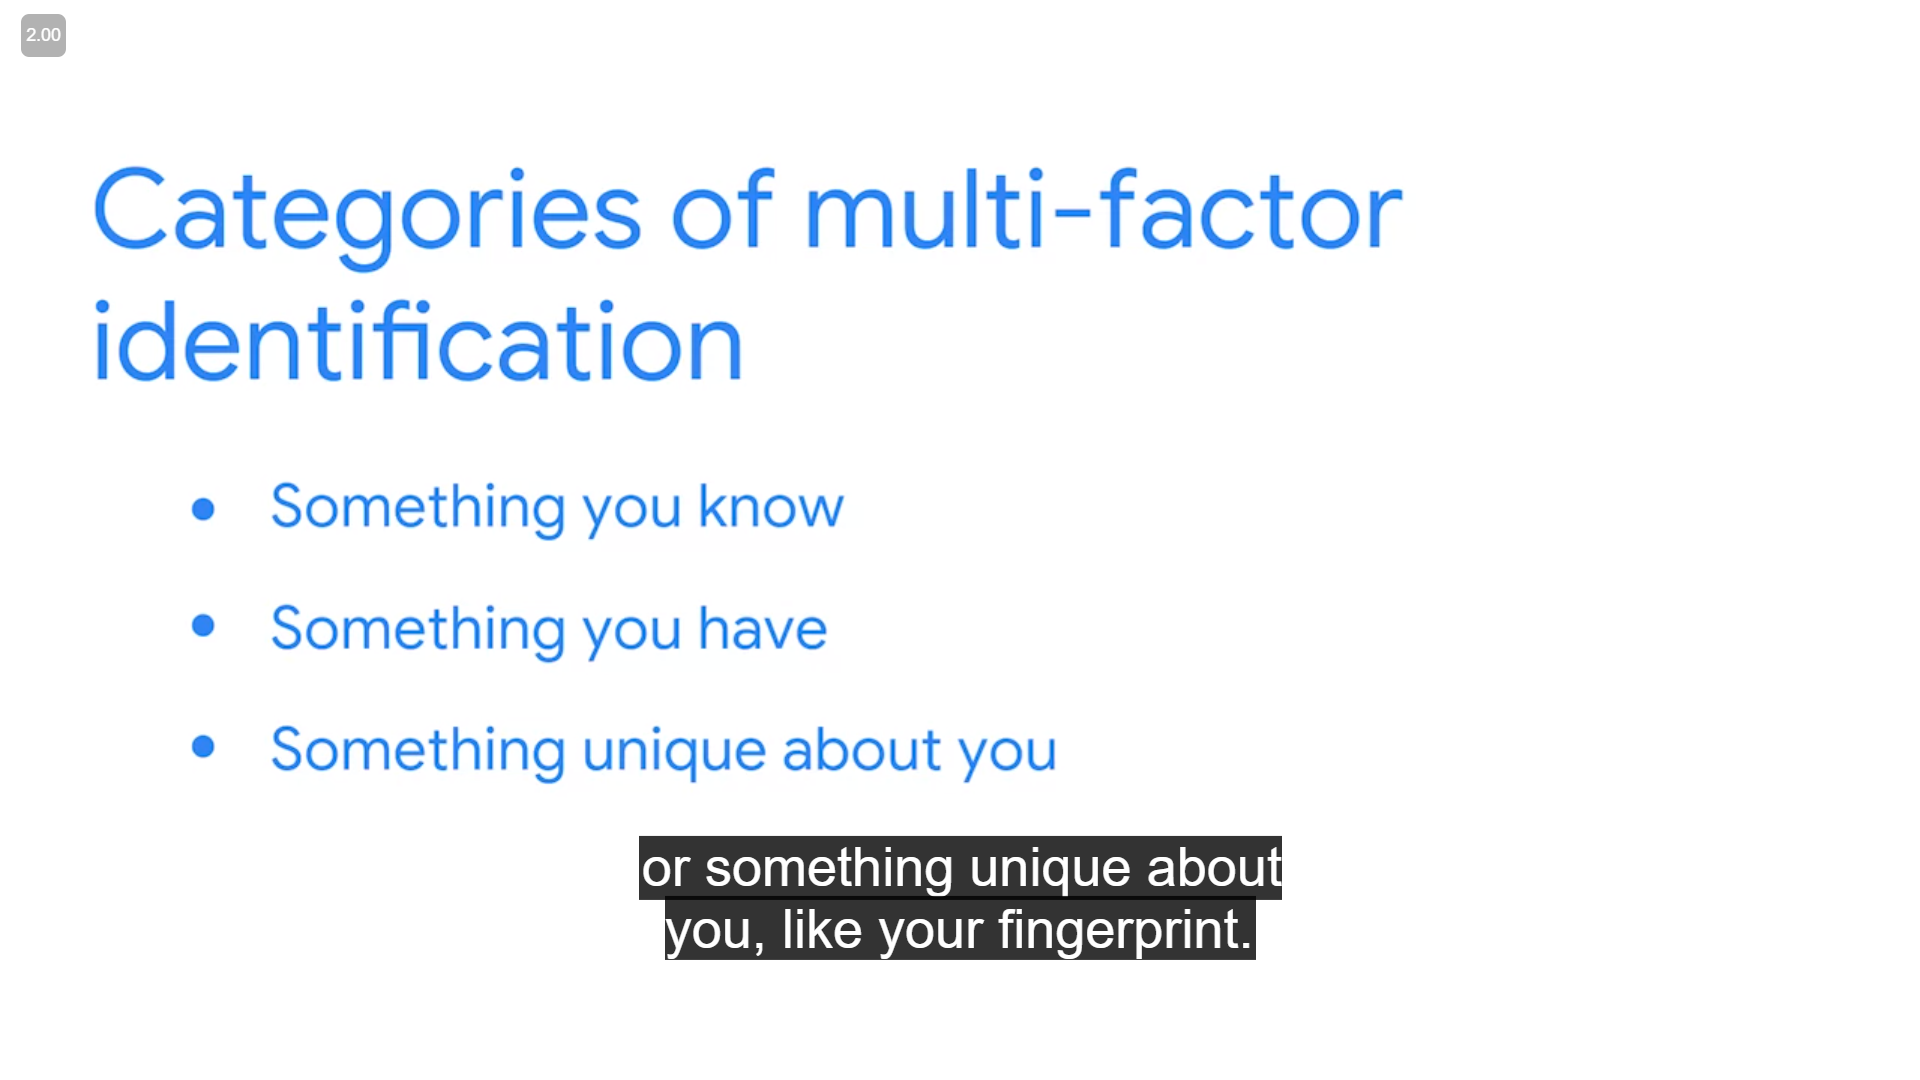 2.00
Categories of multi-factor
identification
• Something you know
• Something you have
• Something unique about you
or something unique about
you, like your fingerprint.